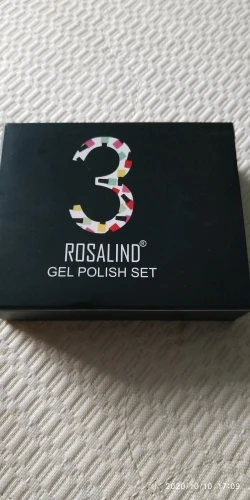 3
ROSALIND®
GEL POLISH SET
2020/10/10 17:09